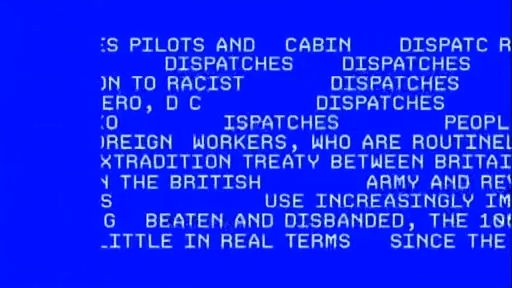 ES PILOTS AND CABIN DISPATC R
DISPATCHES DISPATCHES
ON TO RACIST DISPATCHES
ERO, D C DISPATCHES
O ISPATCHES PEOPL
OREIGN WORKERS, WHO ARE ROUTINEL
XTRADITION TREATY BETWEEN BRITAI
N THE BRITISH ARMY AND REV
S USE INCREASINGLY IM
G BEATEN AND DISBANDED, THE 10
LITTLE IN REAL TERMS SINCE THE